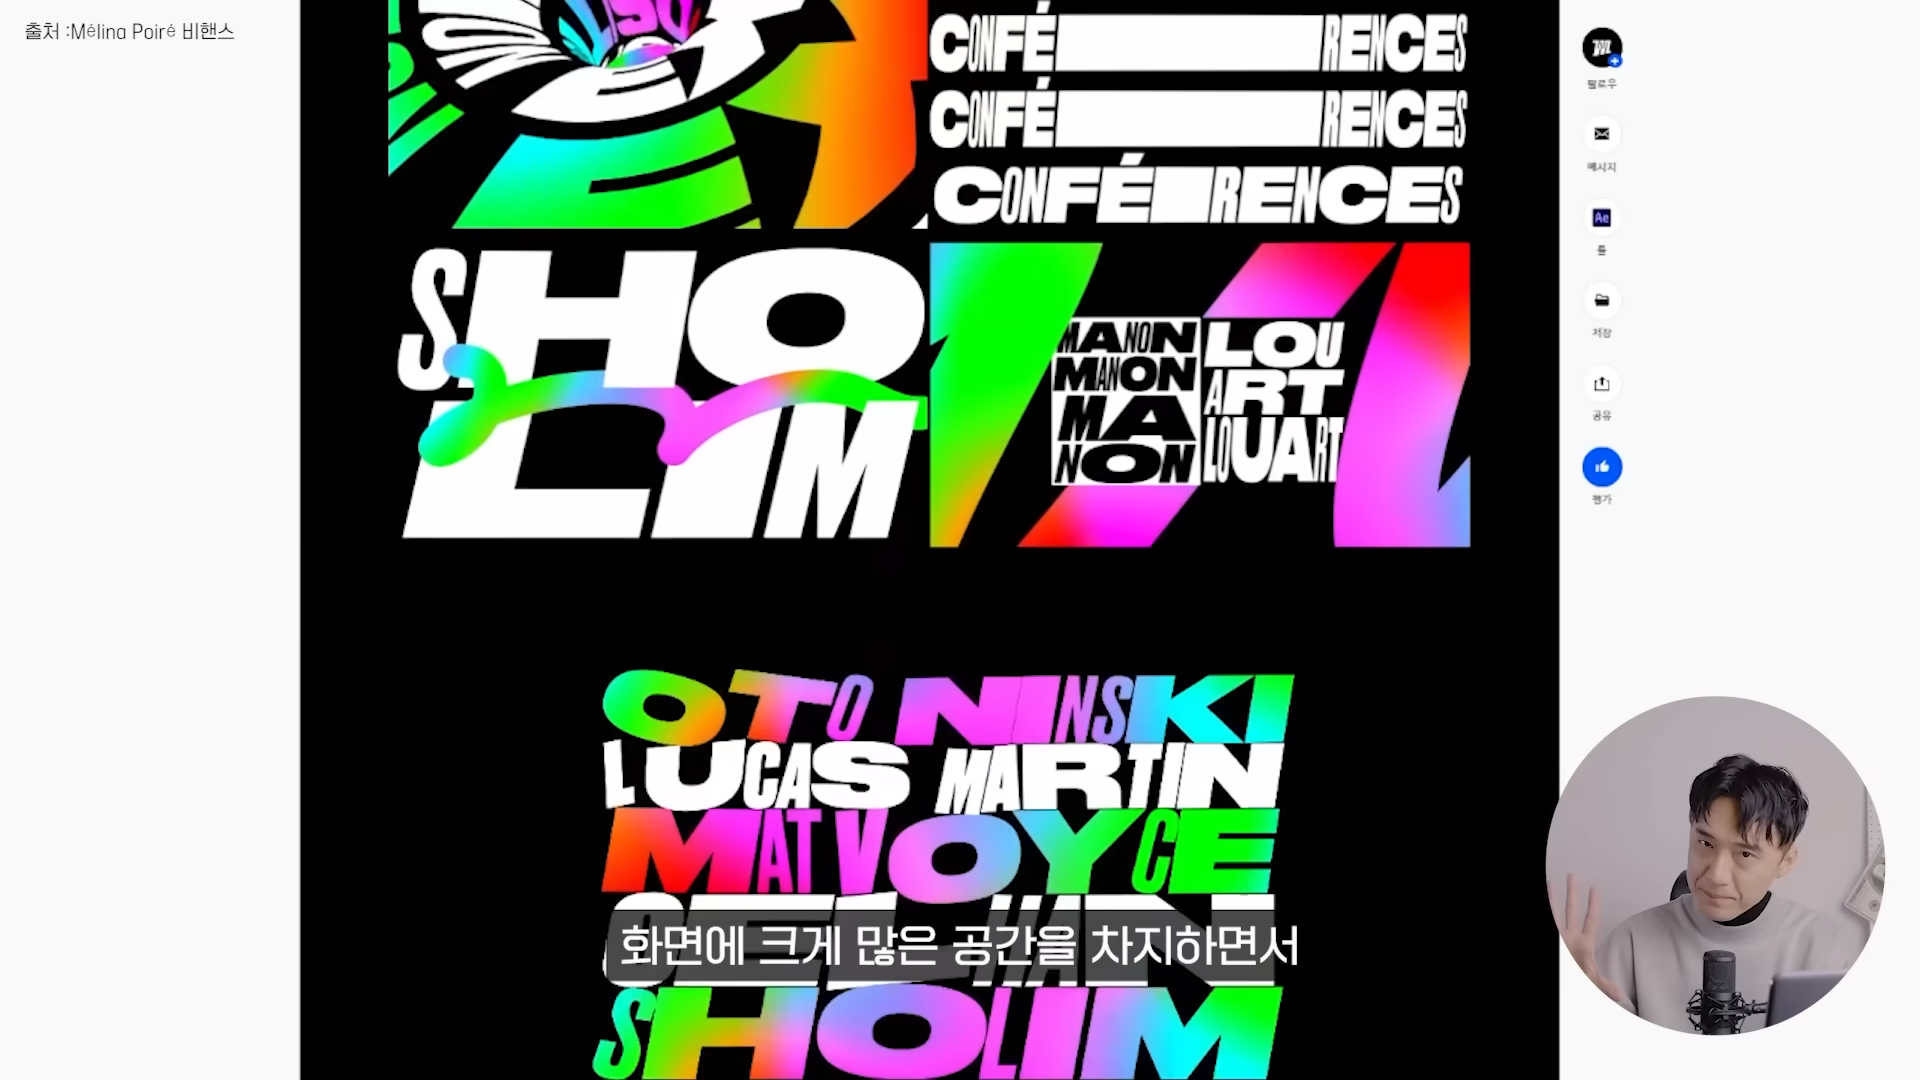 출처 :Mélina Poiré 비핸스
CONFÉ RENCES
CONFÉ RENCES
CONFÉ RENCES
SHO
LIM
MANON
MANON
MA
NON
LOU
ART
LOUART
OTO NINSKI
LUCAS MARTIN
MAT VOYCE
화면에 크게 많은 공간을 차지하면서
SHOLIM
팔로우
메시지
Ae
툴
저장
공유
평가